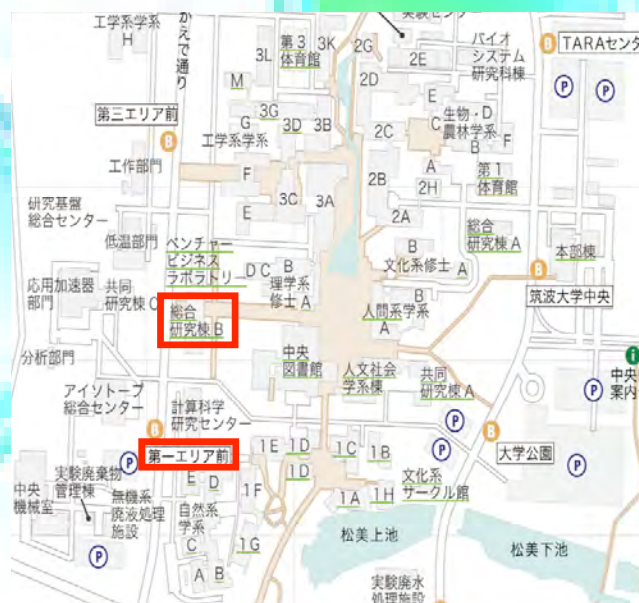 工学系学系
H
かえで通り
3L
第3
体育館
3K
2G
実験センター
2E
バイオ
システム
研究科棟
B
TARAセンタ
P
P
M
2D
E
第三エリア前
3G
G
3D
3B
工学系学系
2C
C
生物・D
農林学系
B
F
B
工作部門
F
A
2H
第1
体育館
2B
研究基盤
総合センター
E
3C
3A
2A
低温部門
ベンチャー
ビジネス
ラボラトリ
B
文化系修士 A
総合
研究棟 A
本部棟
応用加速器
部門
共同
研究棟 C
D C
B
理学系
修士 A
B
筑波大学中央
総合
研究棟 B
B
人間系学系
A
分析部門
中央
図書館
人文社会
学系棟
共同
研究棟A
i
中央
案内
P
アイソトープ
総合センター
計算科学
研究センター
P
B
B
大学公園
第一エリア前
P
1E
1D
1D
1C
1B
P
P
中央
機械室
実験廃棄物
管理棟
無機系
廃液処理
施設
E
D
1F
文化系
サークル館
1A
1H
自然系
学系
C
1G
P
A
B
松美上池
松美下池
実験廃水
処理施設